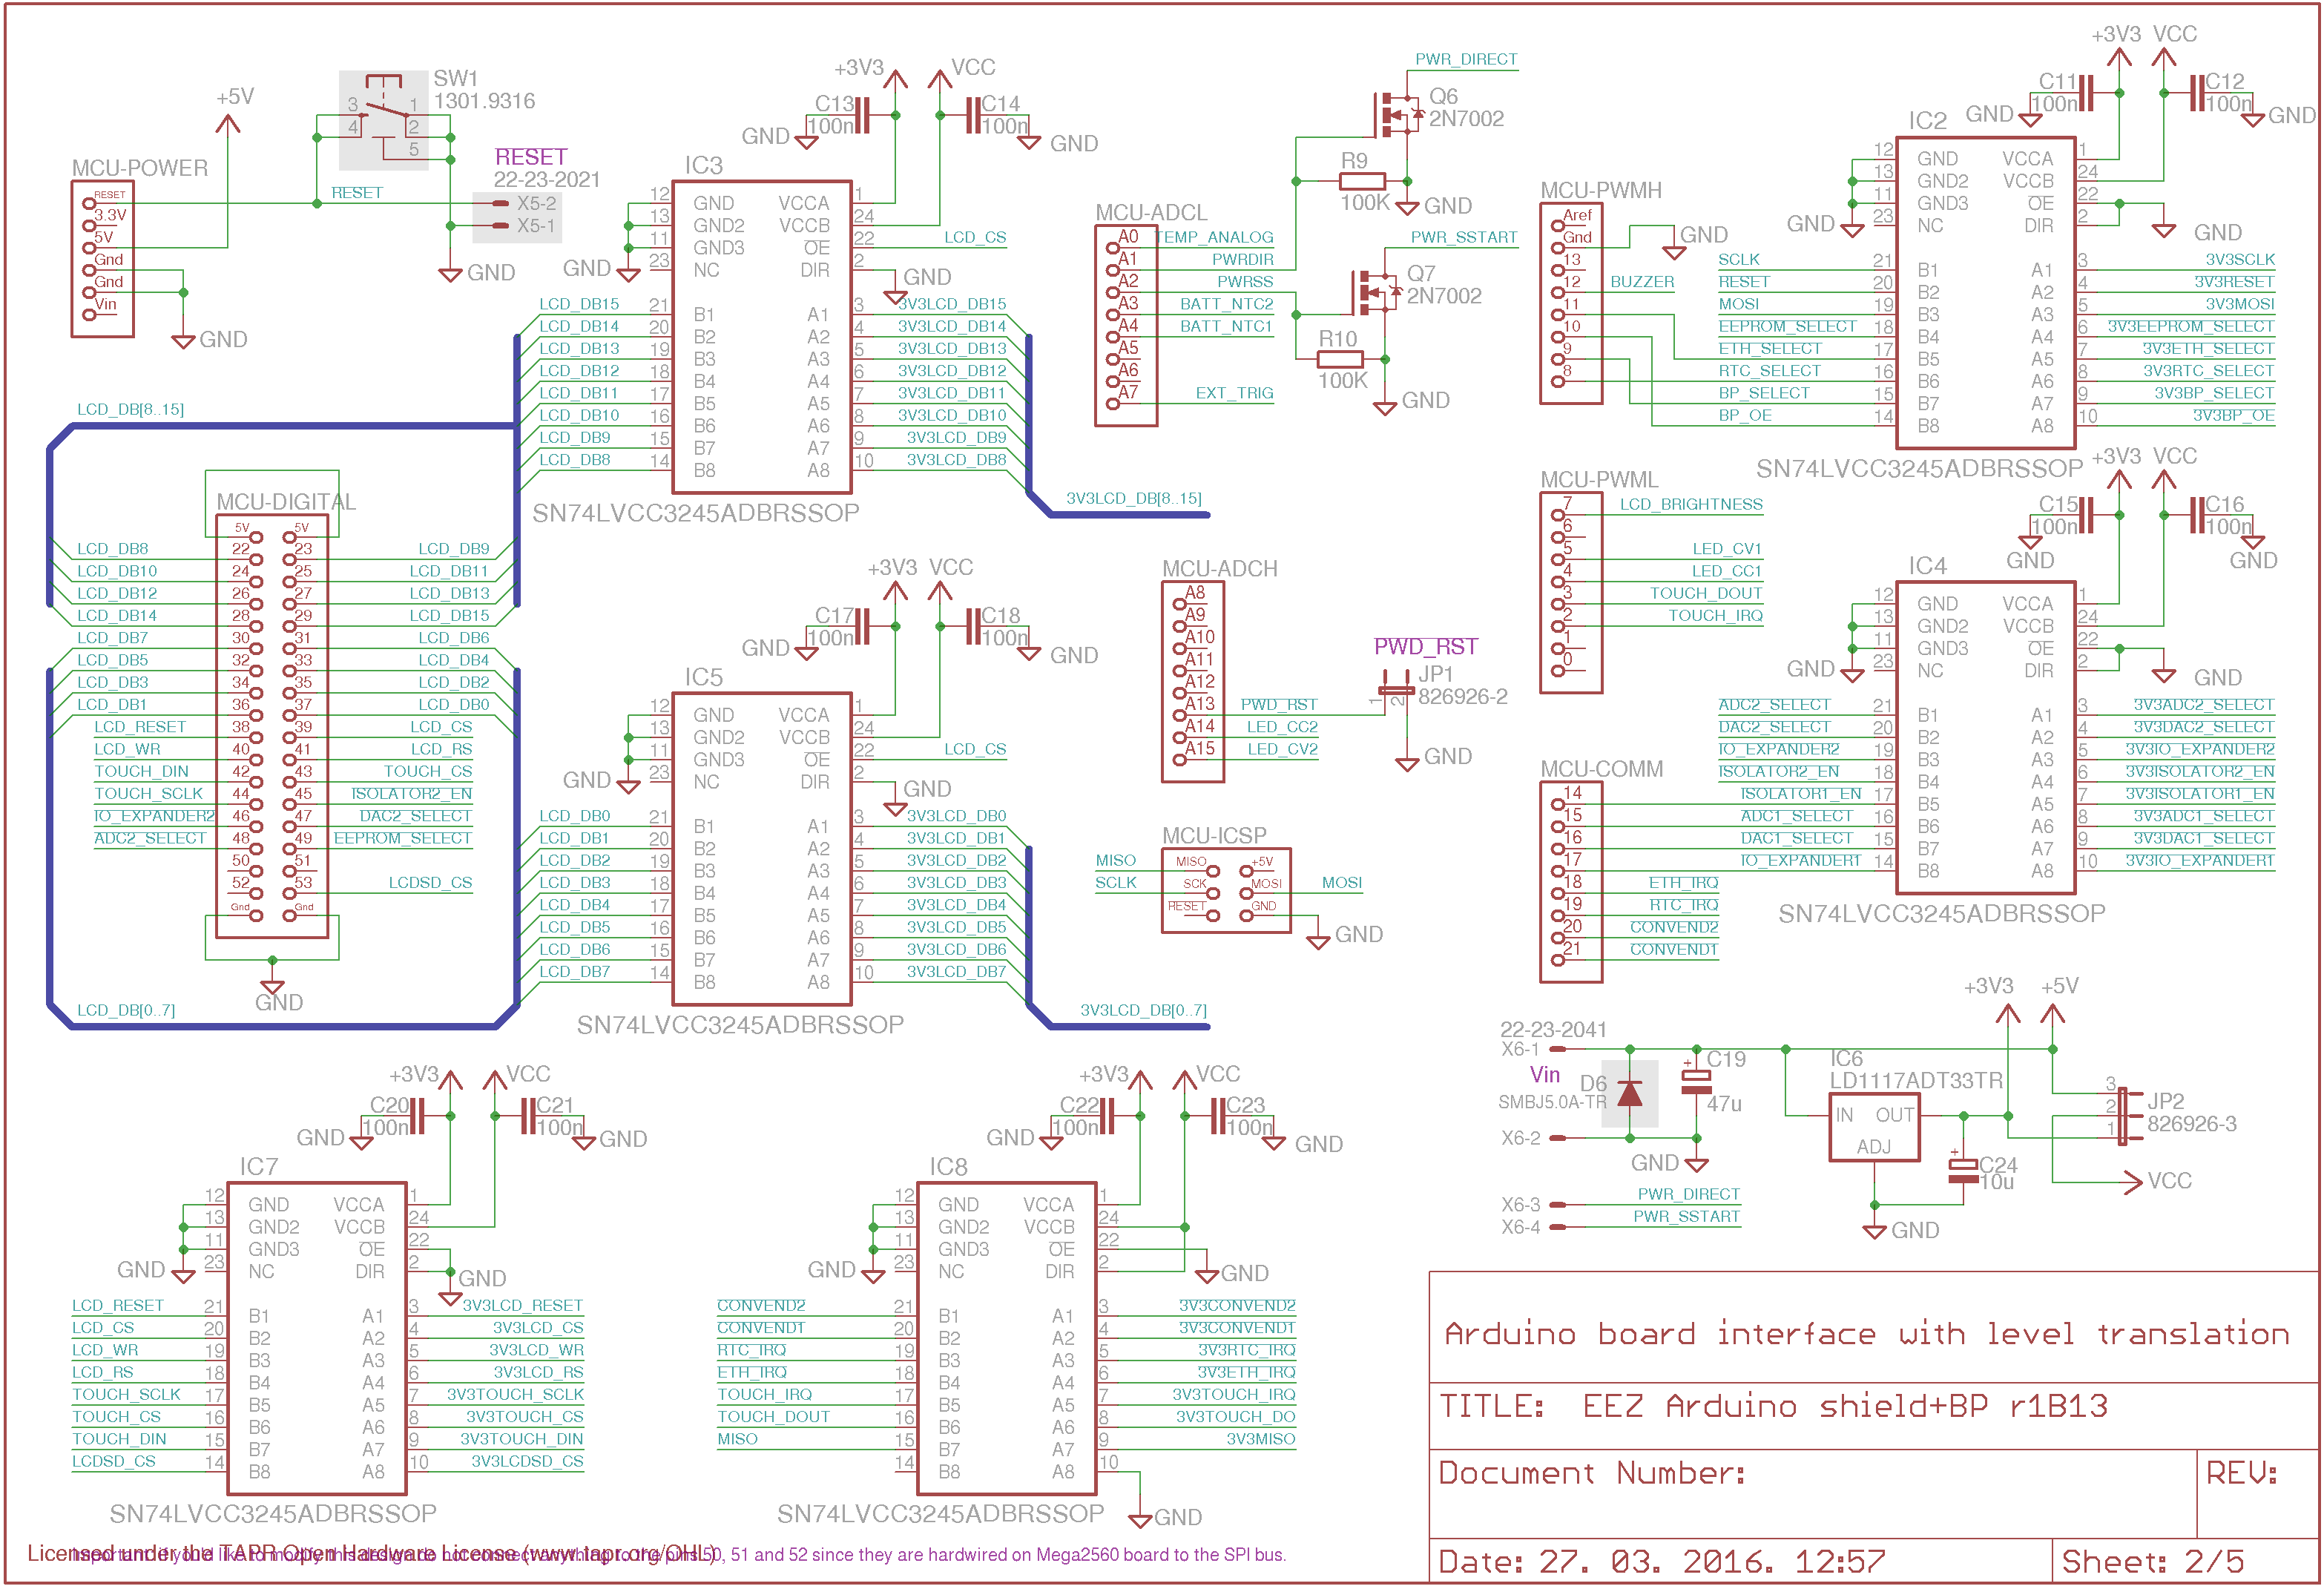 +5V
SW1
1301.9316
3 1
4 2
5
MCU-POWER
RESET
3.3V
5V
Gnd
Gnd
Vin
RESET
RESET
22-23-2021
X5-2
X5-1
GND
GND
+3V3 VCC
C13
100n
C14
100n
GND
GND
IC3
12 GND VCCA 1
13 GND2 VCCB 24
11 GND3 OE 22 LCD_CS
23 NC DIR 2
GND
GND
LCD_DB15 21 B1 A1 3 3V3LCD_DB15
LCD_DB14 20 B2 A2 4 3V3LCD_DB14
LCD_DB13 19 B3 A3 5 3V3LCD_DB13
LCD_DB12 18 B4 A4 6 3V3LCD_DB12
LCD_DB11 17 B5 A5 7 3V3LCD_DB11
LCD_DB10 16 B6 A6 8 3V3LCD_DB10
LCD_DB9 15 B7 A7 9 3V3LCD_DB9
LCD_DB8 14 B8 A8 10 3V3LCD_DB8
SN74LVCC3245ADBRSSOP
3V3LCD_DB[8..15]
LCD_DB[8..15]
MCU-DIGITAL
5V 5V
LCD_DB8 22 23 LCD_DB9
LCD_DB10 24 25 LCD_DB11
LCD_DB12 26 27 LCD_DB13
LCD_DB14 28 29 LCD_DB15
LCD_DB7 30 31 LCD_DB6
LCD_DB5 32 33 LCD_DB4
LCD_DB3 34 35 LCD_DB2
LCD_DB1 36 37 LCD_DB0
LCD_RESET 38 39 LCD_CS
LCD_WR 40 41 LCD_RS
TOUCH_DIN 42 43 TOUCH_CS
TOUCH_SCLK 44 45 ISOLATOR2_EN
IO_EXPANDER2 46 47 DAC2_SELECT
ADC2_SELECT 48 49 EEPROM_SELECT
50 51
52 53 LCDSD_CS
Gnd Gnd
GND
LCD_DB[0..7]
+3V3 VCC
C17
100n
C18
100n
GND
GND
IC5
12 GND VCCA 1
13 GND2 VCCB 24
11 GND3 OE 22 LCD_CS
23 NC DIR 2
GND
GND
LCD_DB0 21 B1 A1 3 3V3LCD_DB0
LCD_DB1 20 B2 A2 4 3V3LCD_DB1
LCD_DB2 19 B3 A3 5 3V3LCD_DB2
LCD_DB3 18 B4 A4 6 3V3LCD_DB3
LCD_DB4 17 B5 A5 7 3V3LCD_DB4
LCD_DB5 16 B6 A6 8 3V3LCD_DB5
LCD_DB6 15 B7 A7 9 3V3LCD_DB6
LCD_DB7 14 B8 A8 10 3V3LCD_DB7
SN74LVCC3245ADBRSSOP
3V3LCD_DB[0..7]
PWR_DIRECT
Q6
2N7002
R9
100K
GND
MCU-ADCL
A0 TEMP_ANALOG
A1 PWRDIR
A2 PWRSS
A3 BATT_NTC2
A4 BATT_NTC1
A5
A6
A7 EXT_TRIG
PWR_SSTART
Q7
2N7002
R10
100K
GND
MCU-ADCH
A8
A9
A10
A11
A12
A13 PWD_RST
A14 LED_CC2
A15 LED_CV2
PWD_RST
JP1
826926-2
1 2
GND
MCU-ICSP
MISO MISO +5V
SCLK SCK MOSI MOSI
RESET GND
GND
MCU-PWMH
Aref
Gnd
13
12 BUZZER
11
10
9
8
GND
MCU-PWML
7 LCD_BRIGHTNESS
6
5 LED_CV1
4 LED_CC1
3 TOUCH_DOUT
2 TOUCH_IRQ
1
0
MCU-COMM
14
15
16
17
18 ETH_IRQ
19 RTC_IRQ
20 CONVEND2
21 CONVEND1
+3V3 VCC
C11
100n
C12
100n
GND
GND
IC2
12 GND VCCA 1
13 GND2 VCCB 24
11 GND3 OE 22
23 NC DIR 2
GND
GND
SCLK 21 B1 A1 3 3V3SCLK
RESET 20 B2 A2 4 3V3RESET
MOSI 19 B3 A3 5 3V3MOSI
EEPROM_SELECT 18 B4 A4 6 3V3EEPROM_SELECT
ETH_SELECT 17 B5 A5 7 3V3ETH_SELECT
RTC_SELECT 16 B6 A6 8 3V3RTC_SELECT
BP_SELECT 15 B7 A7 9 3V3BP_SELECT
BP_OE 14 B8 A8 10 3V3BP_OE
SN74LVCC3245ADBRSSOP
+3V3 VCC
C15
100n
C16
100n
GND
GND
IC4
12 GND VCCA 1
13 GND2 VCCB 24
11 GND3 OE 22
23 NC DIR 2
GND
GND
ADC2_SELECT 21 B1 A1 3 3V3ADC2_SELECT
DAC2_SELECT 20 B2 A2 4 3V3DAC2_SELECT
IO_EXPANDER2 19 B3 A3 5 3V3IO_EXPANDER2
ISOLATOR2_EN 18 B4 A4 6 3V3ISOLATOR2_EN
ISOLATOR1_EN 17 B5 A5 7 3V3ISOLATOR1_EN
ADC1_SELECT 16 B6 A6 8 3V3ADC1_SELECT
DAC1_SELECT 15 B7 A7 9 3V3DAC1_SELECT
IO_EXPANDER1 14 B8 A8 10 3V3IO_EXPANDER1
SN74LVCC3245ADBRSSOP
+3V3 VCC
C20
100n
C21
100n
GND
GND
IC7
12 GND VCCA 1
13 GND2 VCCB 24
11 GND3 OE 22
23 NC DIR 2
GND
GND
LCD_RESET 21 B1 A1 3 3V3LCD_RESET
LCD_CS 20 B2 A2 4 3V3LCD_CS
LCD_WR 19 B3 A3 5 3V3LCD_WR
LCD_RS 18 B4 A4 6 3V3LCD_RS
TOUCH_SCLK 17 B5 A5 7 3V3TOUCH_SCLK
TOUCH_CS 16 B6 A6 8 3V3TOUCH_CS
TOUCH_DIN 15 B7 A7 9 3V3TOUCH_DIN
LCDSD_CS 14 B8 A8 10 3V3LCDSD_CS
SN74LVCC3245ADBRSSOP
+3V3 VCC
C22
100n
C23
100n
GND
GND
IC8
12 GND VCCA 1
13 GND2 VCCB 24
11 GND3 OE 22
23 NC DIR 2
GND
GND
CONVEND2 21 B1 A1 3 3V3CONVEND2
CONVEND1 20 B2 A2 4 3V3CONVEND1
RTC_IRQ 19 B3 A3 5 3V3RTC_IRQ
ETH_IRQ 18 B4 A4 6 3V3ETH_IRQ
TOUCH_IRQ 17 B5 A5 7 3V3TOUCH_IRQ
TOUCH_DOUT 16 B6 A6 8 3V3TOUCH_DO
MISO 15 B7 A7 9 3V3MISO
14 B8 A8 10
GND
SN74LVCC3245ADBRSSOP
+3V3 +5V
22-23-2041
X6-1
Vin
D6
SMBJ5.0A-TR
C19
47u
X6-2
GND
X6-3 PWR_DIRECT
X6-4 PWR_SSTART
IC6
LD1117ADT33TR
IN OUT
ADJ
C24
10u
GND
3
2
1
JP2
826926-3
VCC
Arduino board interface with level translation
TITLE: EEZ Arduino shield+BP r1B13
Document Number:
REV:
Date: 27. 03. 2016. 12:57
Sheet: 2/5
Licensed under the TAPR Open Hardware License (www.tapr.org/OHL)
Important: if you'd like to modify this design do not connect anything to the pins 50, 51 and 52 since they are hardwired on Mega2560 board to the SPI bus.